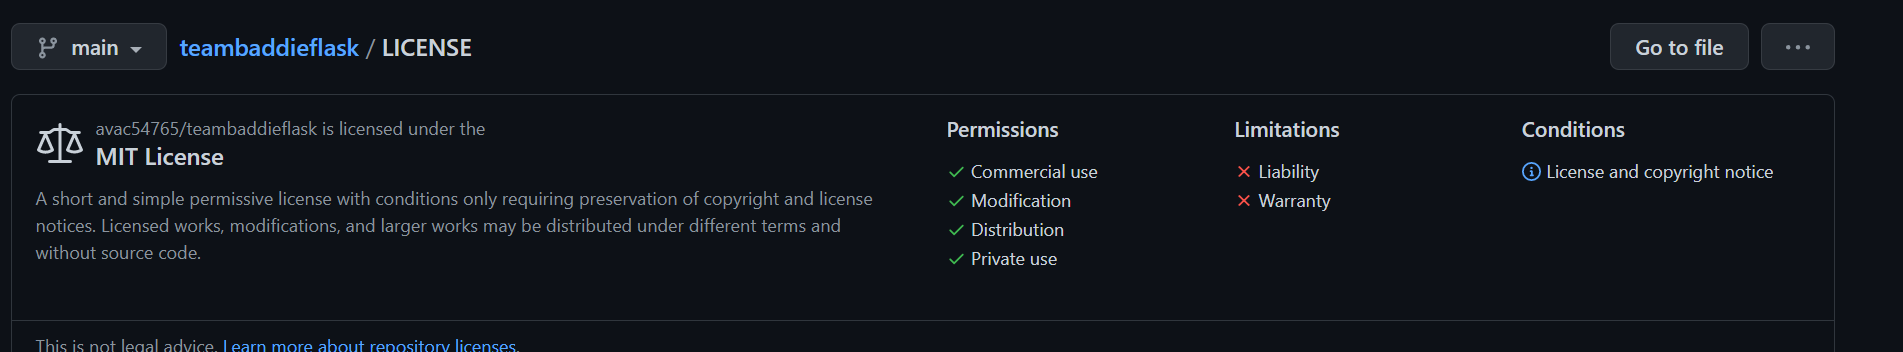 main
teambaddieflask / LICENSE
Go to file
...
avac54765/teambaddieflask is licensed under the
MIT License
A short and simple permissive license with conditions only requiring preservation of copyright and license
notices. Licensed works, modifications, and larger works may be distributed under different terms and
without source code.
Permissions
Commercial use
Modification
Distribution
Private use
Limitations
Liability
Warranty
Conditions
License and copyright notice
This is not legal advice. Learn more about repository licenses.